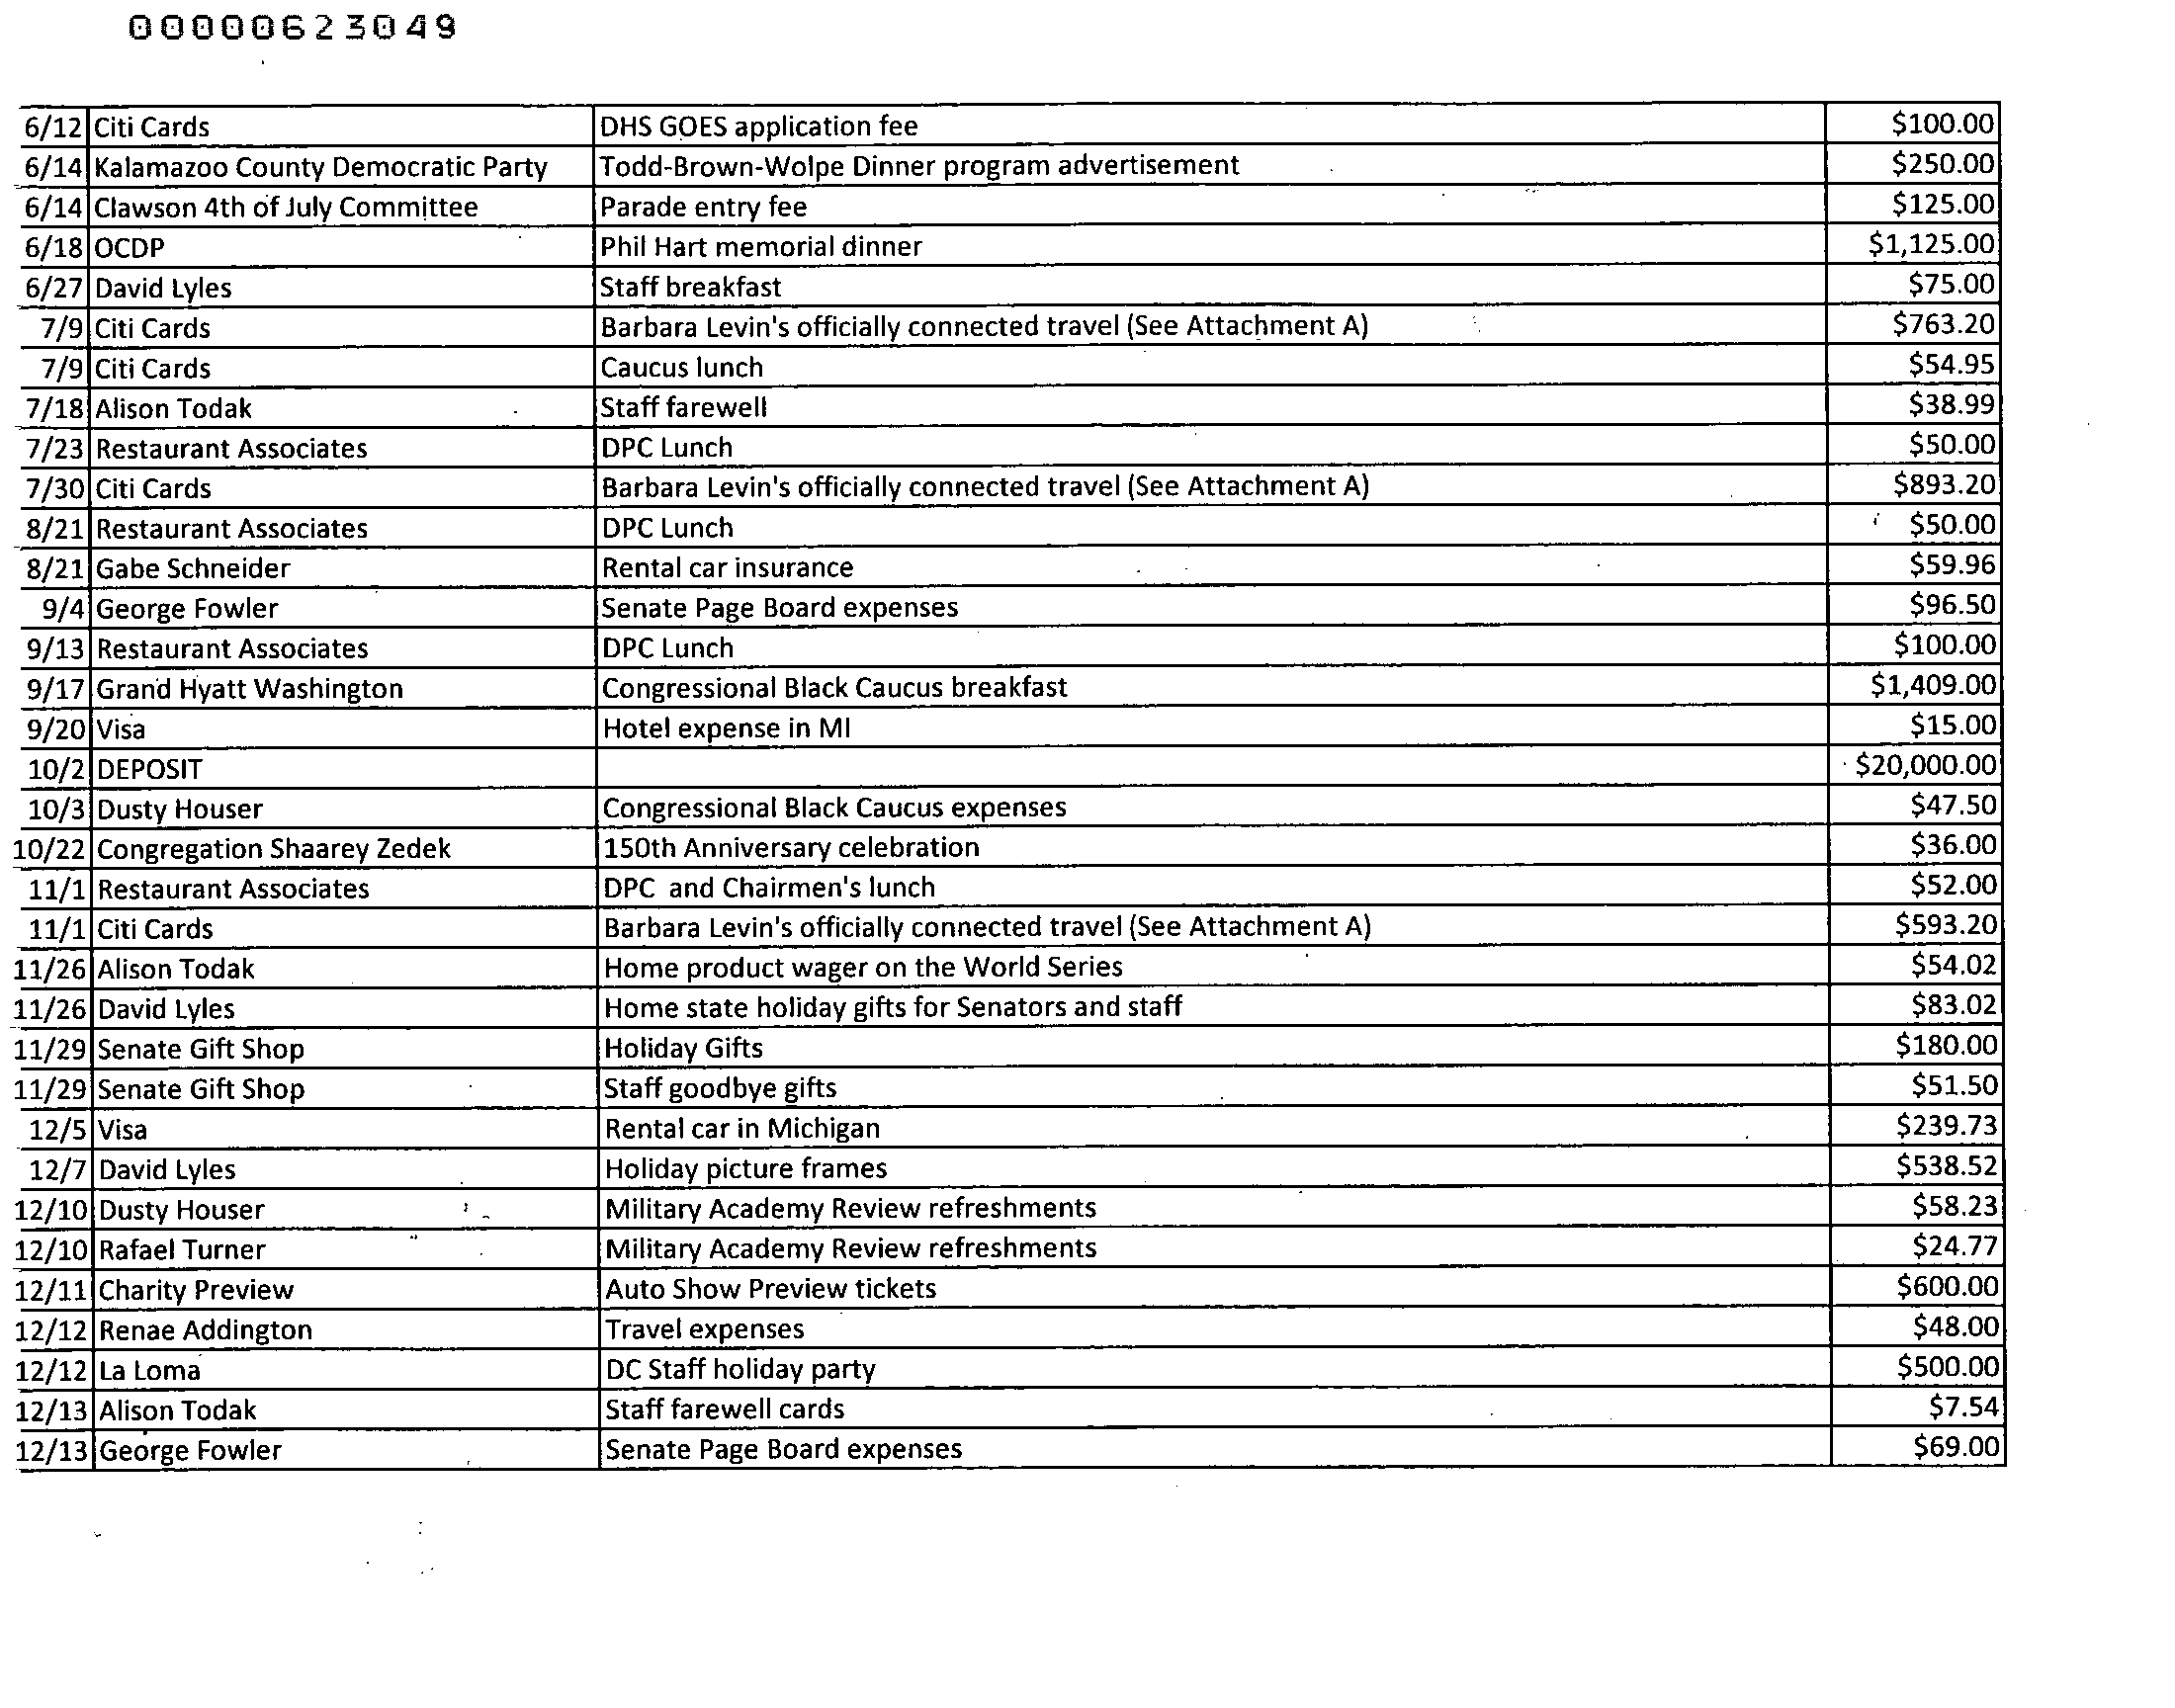 00000623049
6/12 Citi Cards DHS GOES application fee $100.00
6/14 Kalamazoo County Democratic Party Todd-Brown-Wolpe Dinner program advertisement $250.00
6/14 Clawson 4th of July Committee Parade entry fee $125.00
6/18 OCDP Phil Hart memorial dinner $1,125.00
6/27 David Lyles Staff breakfast $75.00
7/9 Citi Cards Barbara Levin's officially connected travel (See Attachment A) $763.20
7/9 Citi Cards Caucus lunch $54.95
7/18 Alison Todak Staff farewell $38.99
7/23 Restaurant Associates DPC Lunch $50.00
7/30 Citi Cards Barbara Levin's officially connected travel (See Attachment A) $893.20
8/21 Restaurant Associates DPC Lunch $50.00
8/21 Gabe Schneider Rental car insurance $59.96
9/4 George Fowler Senate Page Board expenses $96.50
9/13 Restaurant Associates DPC Lunch $100.00
9/17 Grand Hyatt Washington Congressional Black Caucus breakfast $1,409.00
9/20 Visa Hotel expense in MI $15.00
10/2 DEPOSIT $20,000.00
10/3 Dusty Houser Congressional Black Caucus expenses $47.50
10/22 Congregation Shaarey Zedek 150th Anniversary celebration $36.00
11/1 Restaurant Associates DPC and Chairmen's lunch $52.00
11/1 Citi Cards Barbara Levin's officially connected travel (See Attachment A) $593.20
11/26 Alison Todak Home product wager on the World Series $54.02
11/26 David Lyles Home state holiday gifts for Senators and staff $83.02
11/29 Senate Gift Shop Holiday Gifts $180.00
11/29 Senate Gift Shop Staff goodbye gifts $51.50
12/5 Visa Rental car in Michigan $239.73
12/7 David Lyles Holiday picture frames $538.52
12/10 Dusty Houser Military Academy Review refreshments $58.23
12/10 Rafael Turner Military Academy Review refreshments $24.77
12/11 Charity Preview Auto Show Preview tickets $600.00
12/12 Renae Addington Travel expenses $48.00
12/12 La Loma DC Staff holiday party $500.00
12/13 Alison Todak Staff farewell cards $7.54
12/13 George Fowler Senate Page Board expenses $69.00